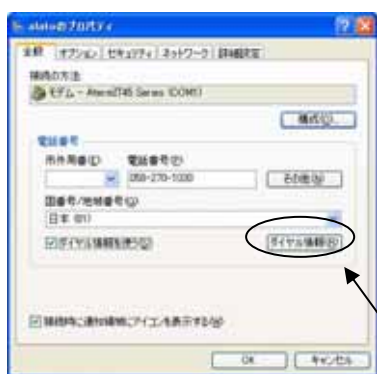 alatoのプロパティ
全般 オプション セキュリティ ネットワーク 詳細設定
接続の方法
モデム - AtermIT45 Series (COM1)
構成(O)...
電話番号
市外局番(E) 電話番号(P)
058-270-1000 その他(N)
国番号/地域番号(G)
日本 (81)
ダイヤル情報を使う(S) ダイヤル情報(R)
接続時に通知領域にアイコンを表示する(W)
OK キャンセル